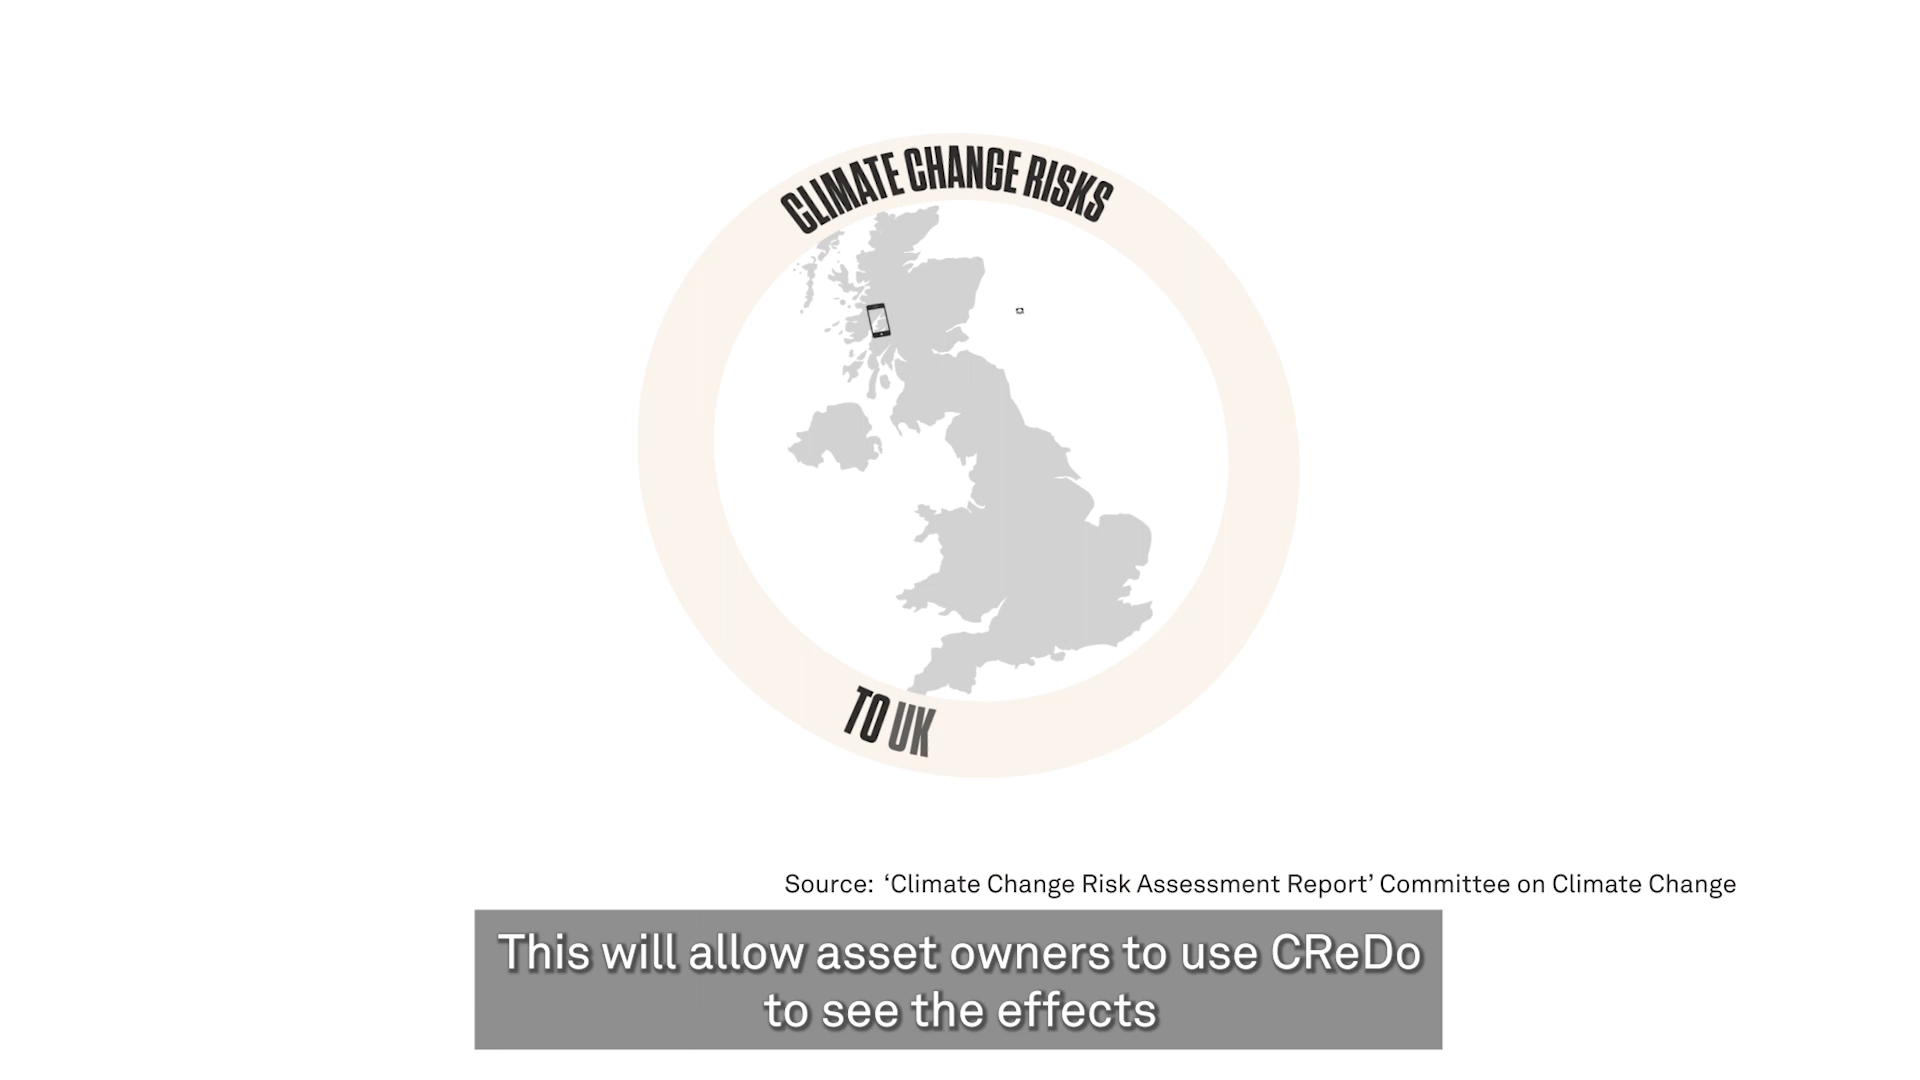 CLIMATE CHANGE RISKS
TO UK
Source: ‘Climate Change Risk Assessment Report’ Committee on Climate Change
This will allow asset owners to use CReDo
to see the effects